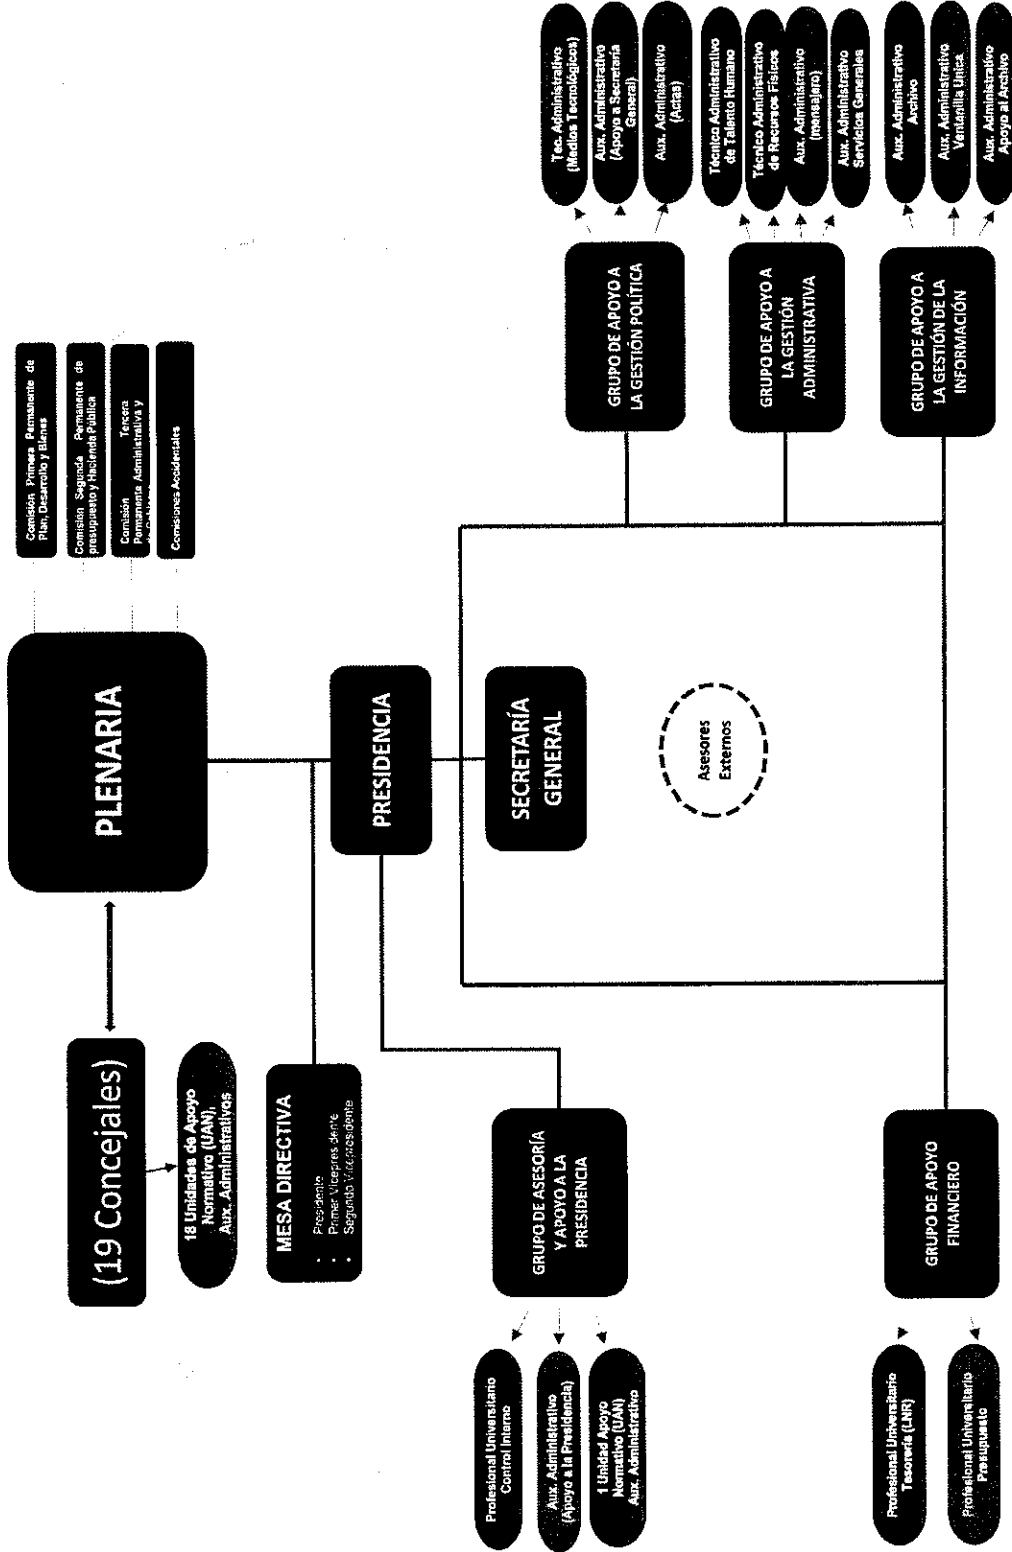 (19 Concejales)
18 Unidades de Apoyo
Normativo (UAN),
Aux. Administrativos
PLENARIA
Comisión Primera Permanente de
Plan, Desarrollo y Bienes
Comisión Segunda Permanente de
presupuesto y Hacienda Pública
Comisión Tercera
Permanente Administrativa y
Comisiones Accidentales
MESA DIRECTIVA
• Presidente
• Primer Vicepresidente
• Segundo Vicepresidente
PRESIDENCIA
SECRETARÍA
GENERAL
Asesores
Externos
GRUPO DE ASESORÍA
Y APOYO A LA
PRESIDENCIA
Profesional Universitario
Control Interno
Aux. Administrativo
(Apoyo a la Presidencia)
1 Unidad Apoyo
Normativo (UAN)
Aux. Administrativo
GRUPO DE APOYO
FINANCIERO
Profesional Universitario
Tesorería (LNR)
Profesional Universitario
Presupuesto
GRUPO DE APOYO A
LA GESTIÓN POLÍTICA
Tec. Administrativo
(Medios Tecnológicos)
Aux. Administrativo
(Apoyo a Secretaría
General)
Aux. Administrativo
(Actas)
GRUPO DE APOYO A
LA GESTIÓN
ADMINISTRATIVA
Técnico Administrativo
de Talento Humano
Técnico Administrativo
de Recursos Físicos
Aux. Administrativo
(mensajero)
Aux. Administrativo
Servicios Generales
GRUPO DE APOYO A
LA GESTIÓN DE LA
INFORMACIÓN
Aux. Administrativo
Archivo
Aux. Administrativo
Ventanilla Unica
Aux. Administrativo
Apoyo al Archivo